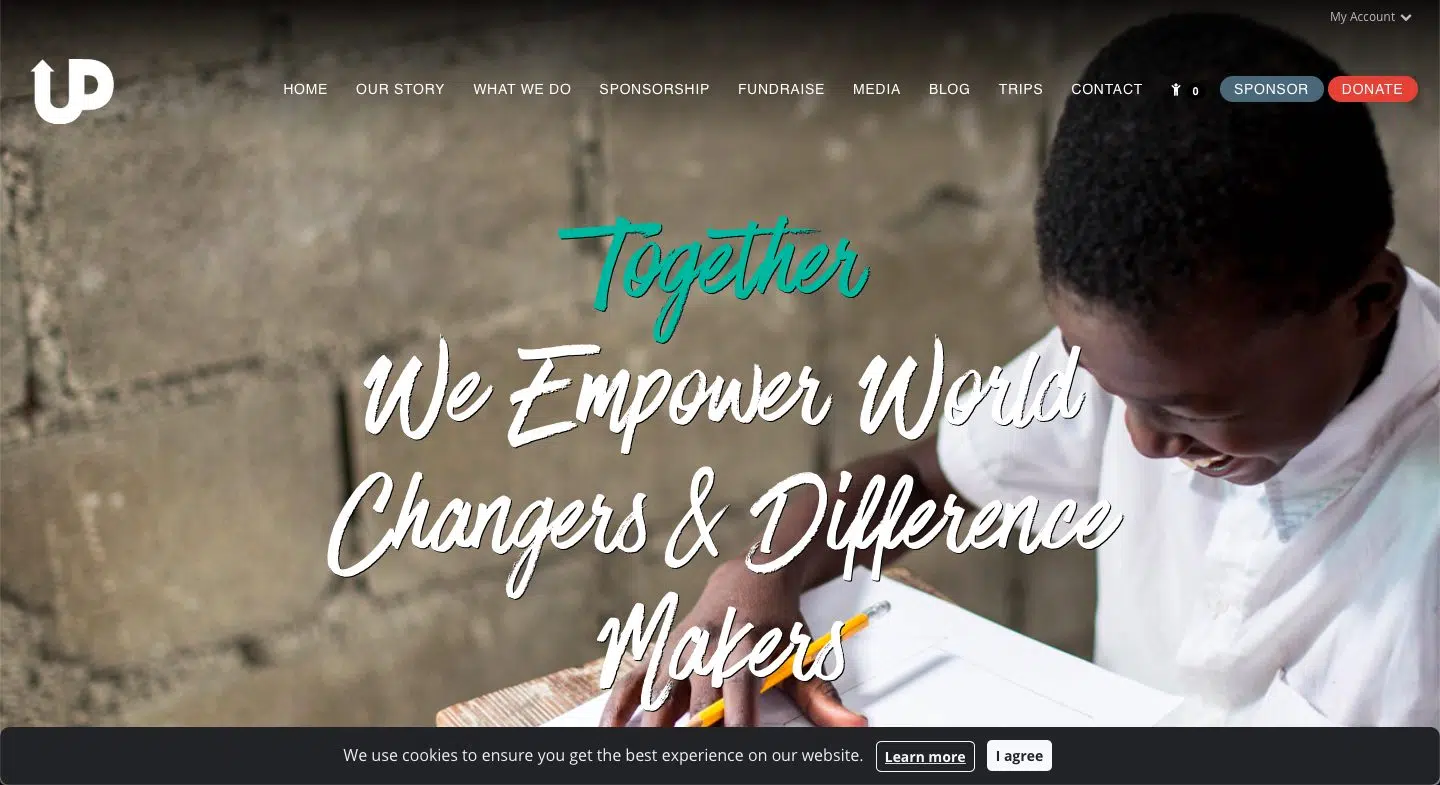 My Account
UP
HOME OUR STORY WHAT WE DO SPONSORSHIP FUNDRAISE MEDIA BLOG TRIPS CONTACT 0 SPONSOR DONATE
Together
We Empower World
Changers & Difference
Makers
We use cookies to ensure you get the best experience on our website. Learn more I agree